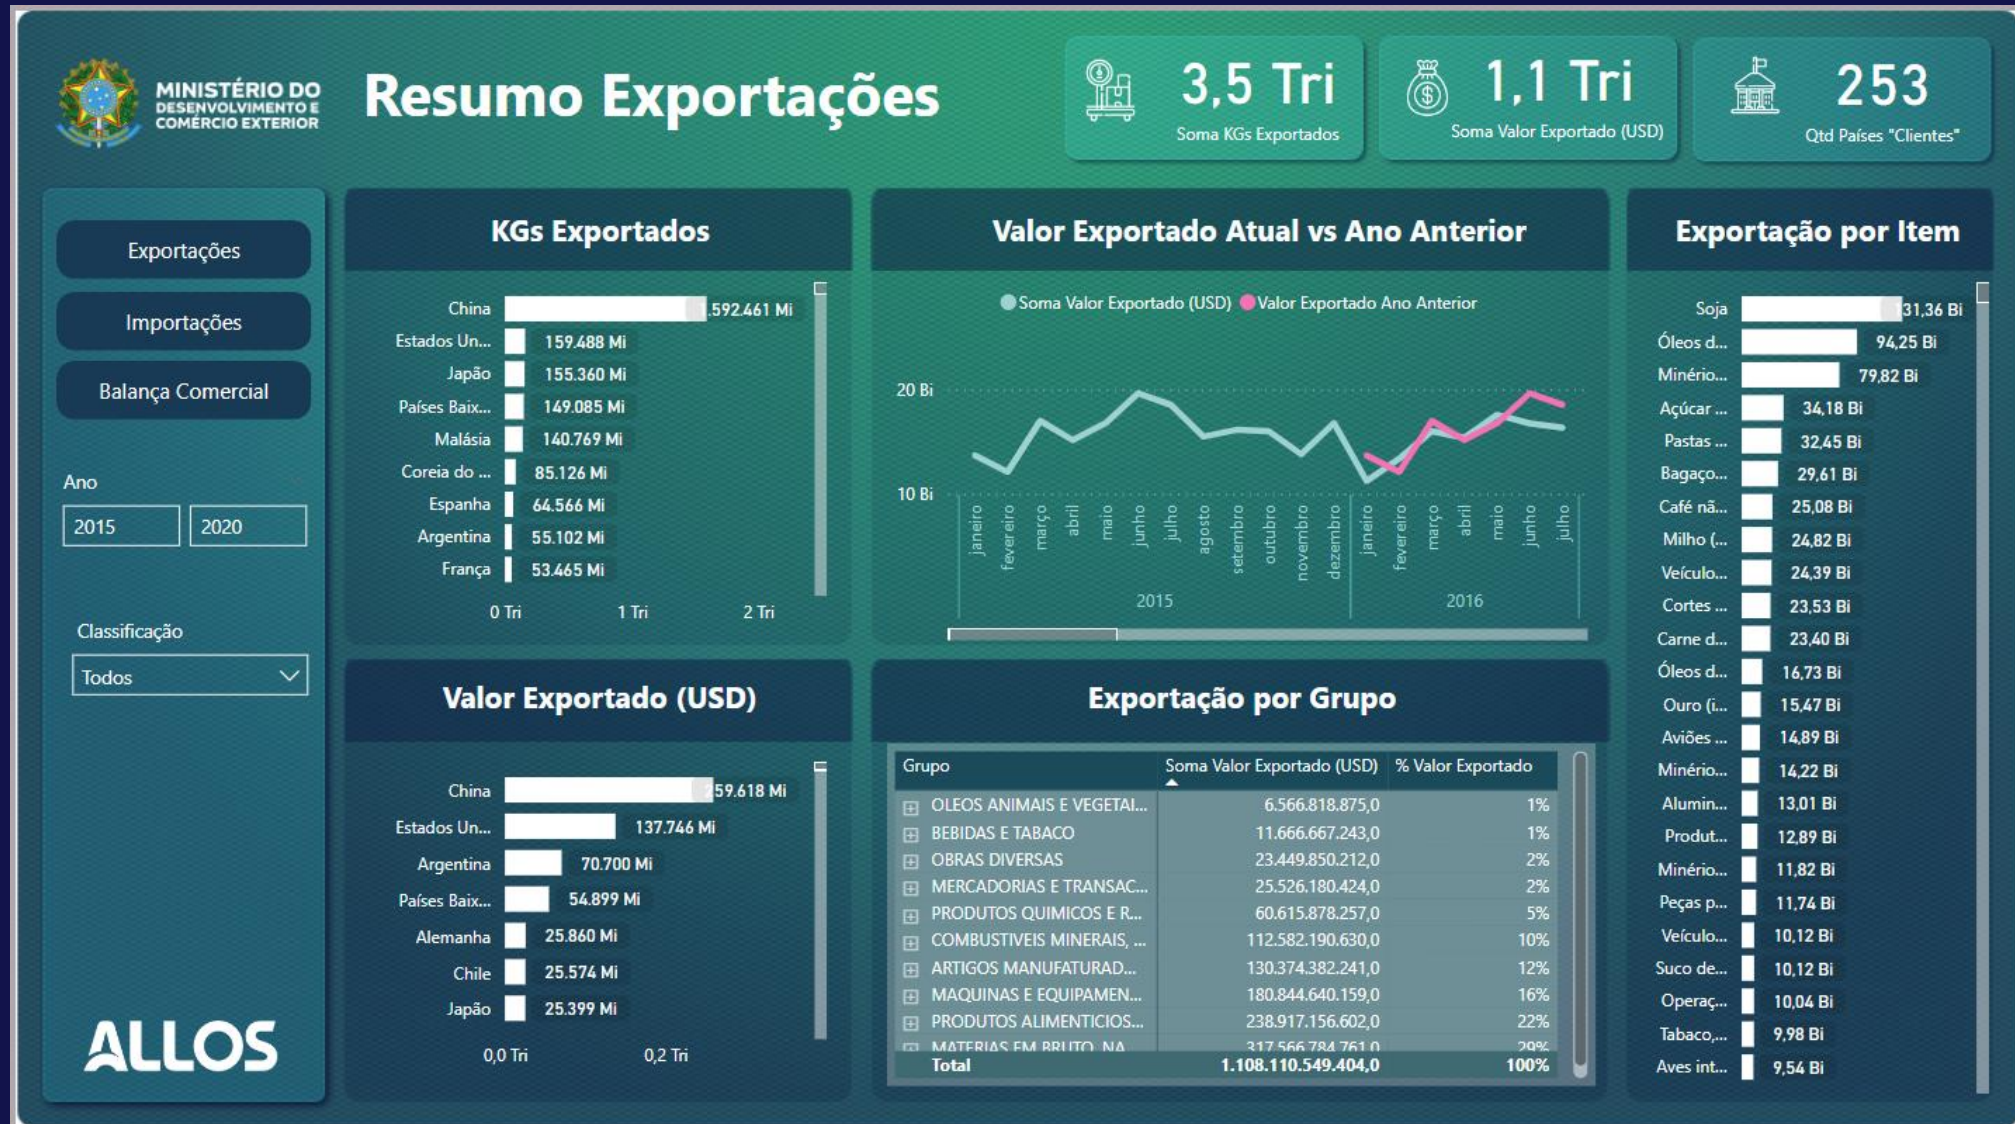 MINISTÉRIO DO
DESENVOLVIMENTO E
COMÉRCIO EXTERIOR
Resumo Exportações
3,5 Tri
Soma KGs Exportados
1,1 Tri
Soma Valor Exportado (USD)
253
Qtd Países "Clientes"
Exportações
Importações
Balança Comercial
Ano
2015 2020
Classificação
Todos
ALLOS
KGs Exportados
China 1.592.461 Mi
Estados Un... 159.488 Mi
Japão 155.360 Mi
Países Baix... 149.085 Mi
Malásia 140.769 Mi
Coreia do ... 85.126 Mi
Espanha 64.566 Mi
Argentina 55.102 Mi
França 53.465 Mi
0 Tri 1 Tri 2 Tri
Valor Exportado (USD)
China 259.618 Mi
Estados Un... 137.746 Mi
Argentina 70.700 Mi
Países Baix... 54.899 Mi
Alemanha 25.860 Mi
Chile 25.574 Mi
Japão 25.399 Mi
0,0 Tri 0,2 Tri
Valor Exportado Atual vs Ano Anterior
Soma Valor Exportado (USD) Valor Exportado Ano Anterior
20 Bi
10 Bi
janeiro fevereiro março abril maio junho julho agosto setembro outubro novembro dezembro janeiro fevereiro março abril maio junho julho
2015 2016
Exportação por Grupo
Grupo Soma Valor Exportado (USD) % Valor Exportado
OLEOS ANIMAIS E VEGETAI... 6.566.818.875,0 1%
BEBIDAS E TABACO 11.666.667.243,0 1%
OBRAS DIVERSAS 23.449.850.212,0 2%
MERCADORIAS E TRANSAC... 25.526.180.424,0 2%
PRODUTOS QUIMICOS E R... 60.615.878.257,0 5%
COMBUSTIVEIS MINERAIS, ... 112.582.190.630,0 10%
ARTIGOS MANUFATURAD... 130.374.382.241,0 12%
MAQUINAS E EQUIPAMEN... 180.844.640.159,0 16%
PRODUTOS ALIMENTICIOS... 238.917.156.602,0 22%
MATERIAS EM BRUTO, NA... 317.566.784.761,0 29%
Total 1.108.110.549.404,0 100%
Exportação por Item
Soja 131,36 Bi
Óleos d... 94,25 Bi
Minério... 79,82 Bi
Açúcar ... 34,18 Bi
Pastas ... 32,45 Bi
Bagaço... 29,61 Bi
Café nã... 25,08 Bi
Milho (... 24,82 Bi
Veículo... 24,39 Bi
Cortes ... 23,53 Bi
Carne d... 23,40 Bi
Óleos d... 16,73 Bi
Ouro (i... 15,47 Bi
Aviões ... 14,89 Bi
Minério... 14,22 Bi
Alumin... 13,01 Bi
Produt... 12,89 Bi
Minério... 11,82 Bi
Peças p... 11,74 Bi
Veículo... 10,12 Bi
Suco de... 10,12 Bi
Operaç... 10,04 Bi
Tabaco,... 9,98 Bi
Aves int... 9,54 Bi